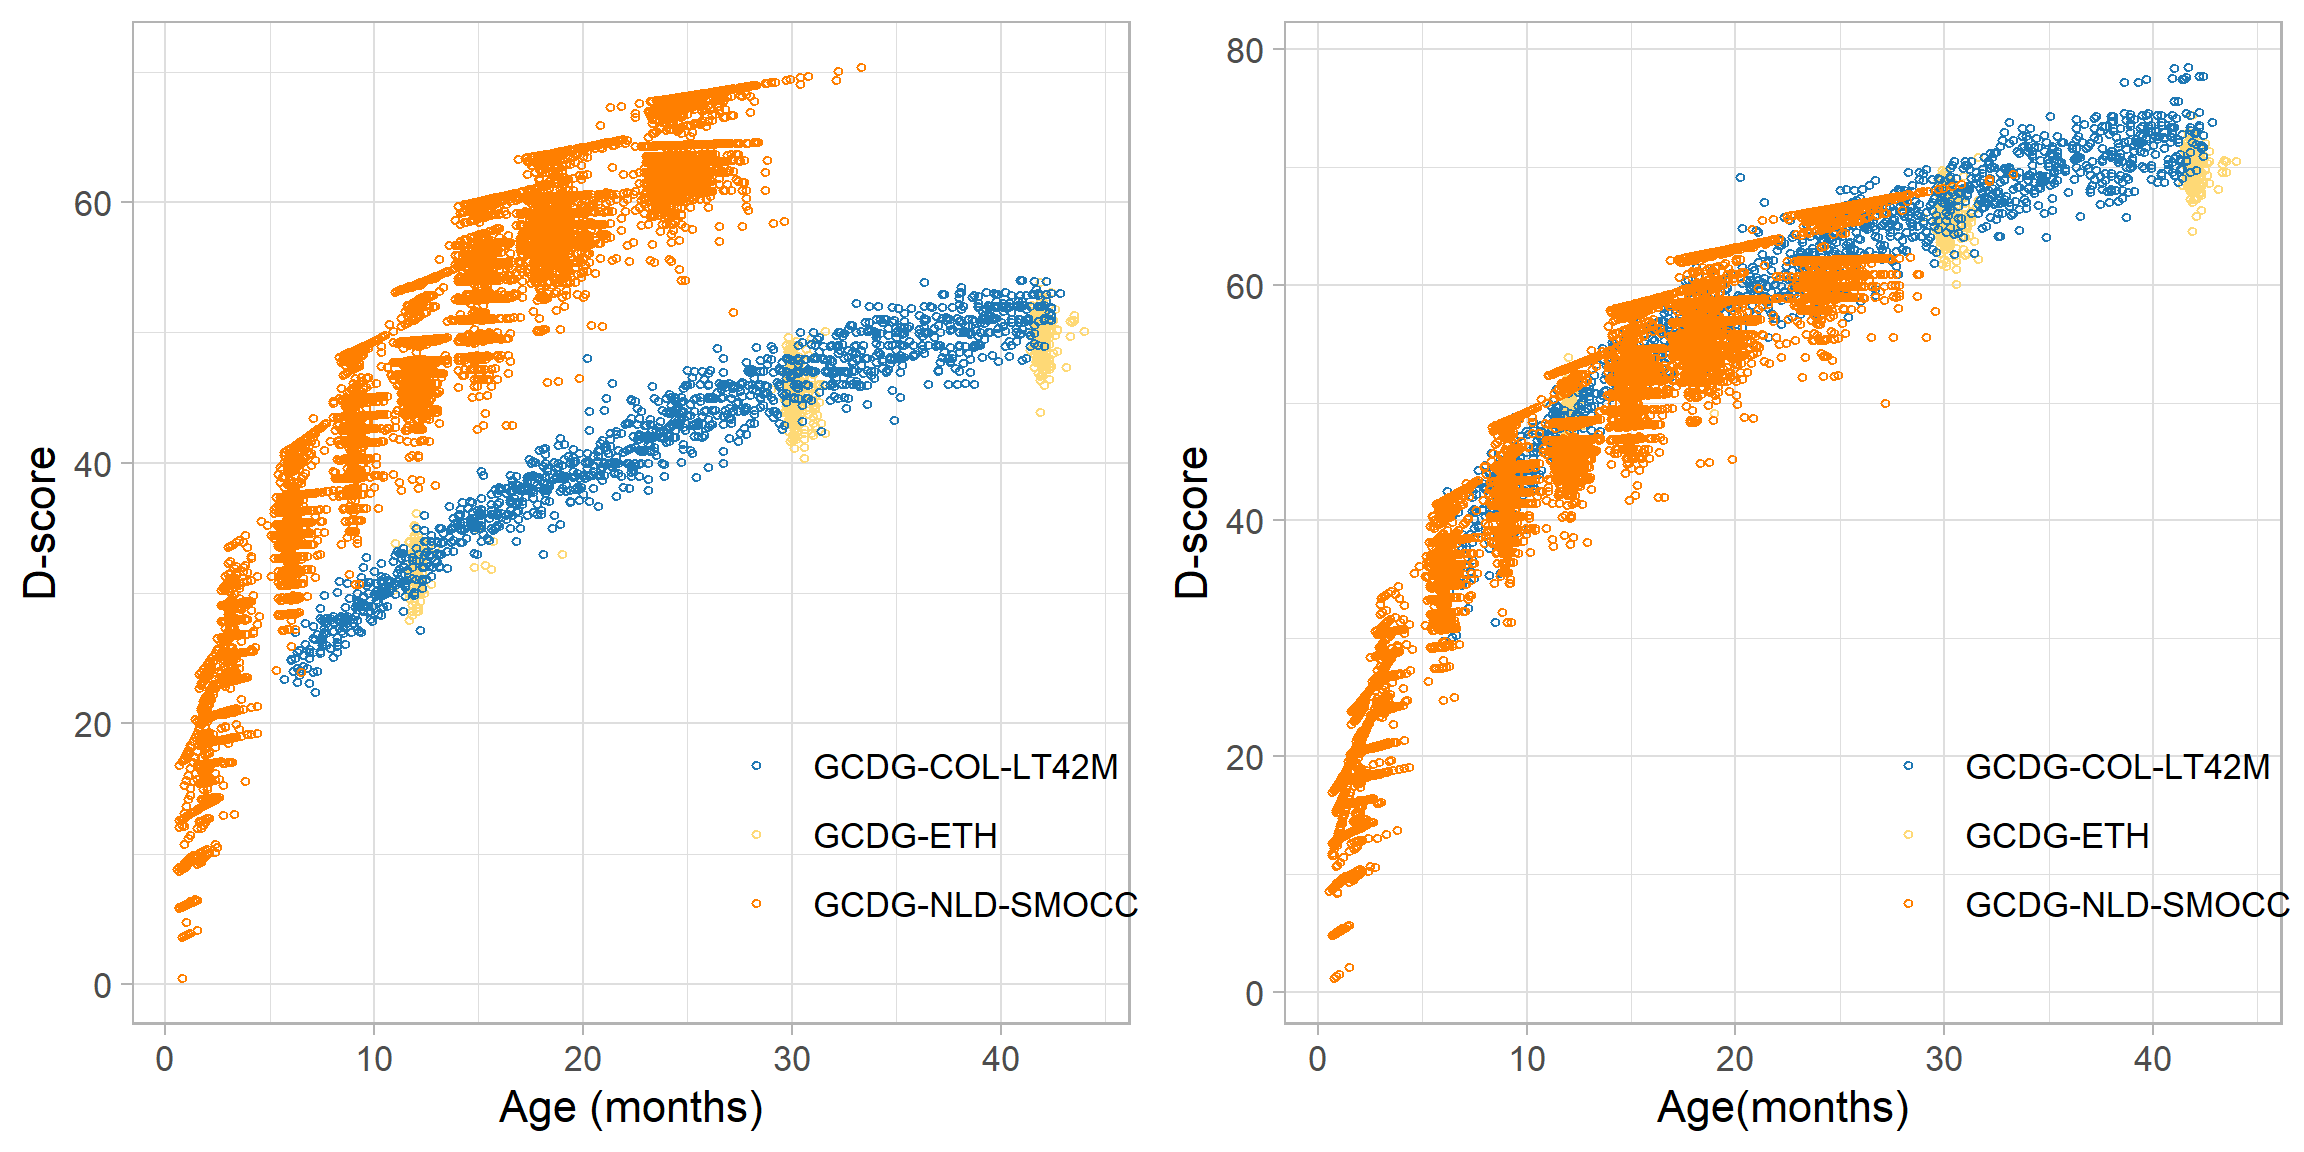 D-score
60
40
20
0
0 10 20 30 40
Age (months)
GCDG-COL-LT42M
GCDG-ETH
GCDG-NLD-SMOCC
D-score
80
60
40
20
0
0 10 20 30 40
Age(months)
GCDG-COL-LT42M
GCDG-ETH
GCDG-NLD-SMOCC